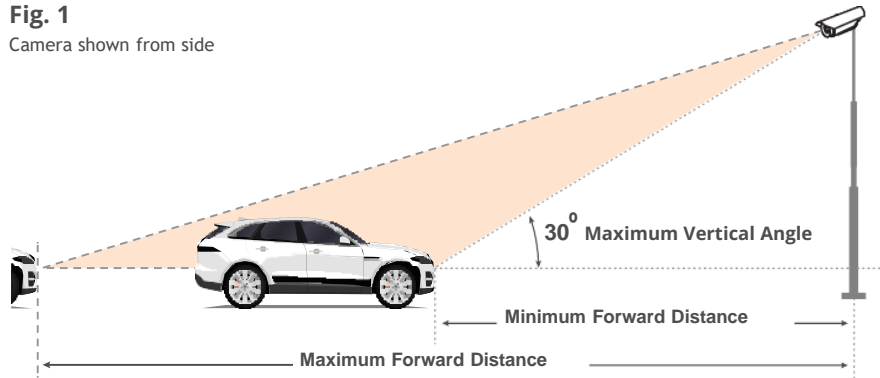 Fig. 1
Camera shown from side
30° Maximum Vertical Angle
Minimum Forward Distance
Maximum Forward Distance